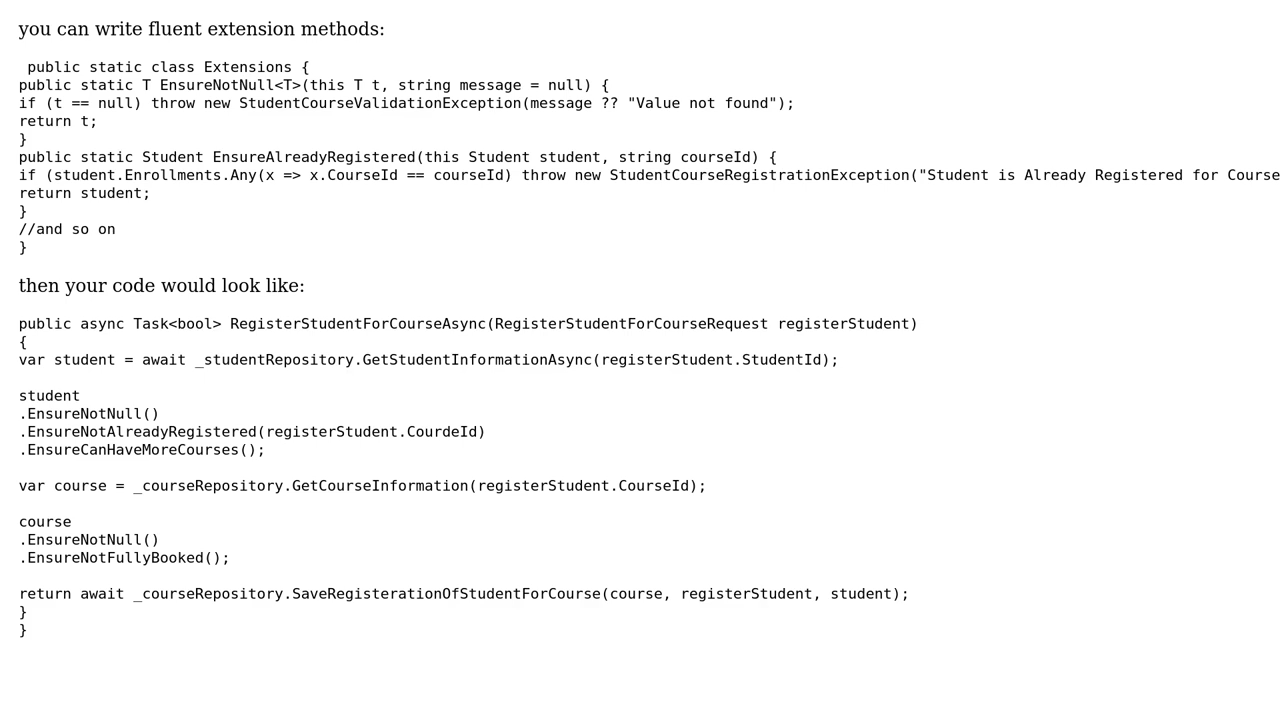 you can write fluent extension methods:
public static class Extensions {
public static T EnsureNotNull<T>(this T t, string message = null) {
if (t == null) throw new StudentCourseValidationException(message ?? "Value not found");
return t;
}
public static Student EnsureAlreadyRegistered(this Student student, string courseId) {
if (student.Enrollments.Any(x => x.CourseId == courseId) throw new StudentCourseRegistrationException("Student is Already Registered for Course
return student;
}
//and so on
}
then your code would look like:
public async Task<bool> RegisterStudentForCourseAsync(RegisterStudentForCourseRequest registerStudent)
{
var student = await _studentRepository.GetStudentInformationAsync(registerStudent.StudentId);
student
.EnsureNotNull()
.EnsureNotAlreadyRegistered(registerStudent.CourdeId)
.EnsureCanHaveMoreCourses();
var course = _courseRepository.GetCourseInformation(registerStudent.CourseId);
course
.EnsureNotNull()
.EnsureNotFullyBooked();
return await _courseRepository.SaveRegisterationOfStudentForCourse(course, registerStudent, student);
}
}